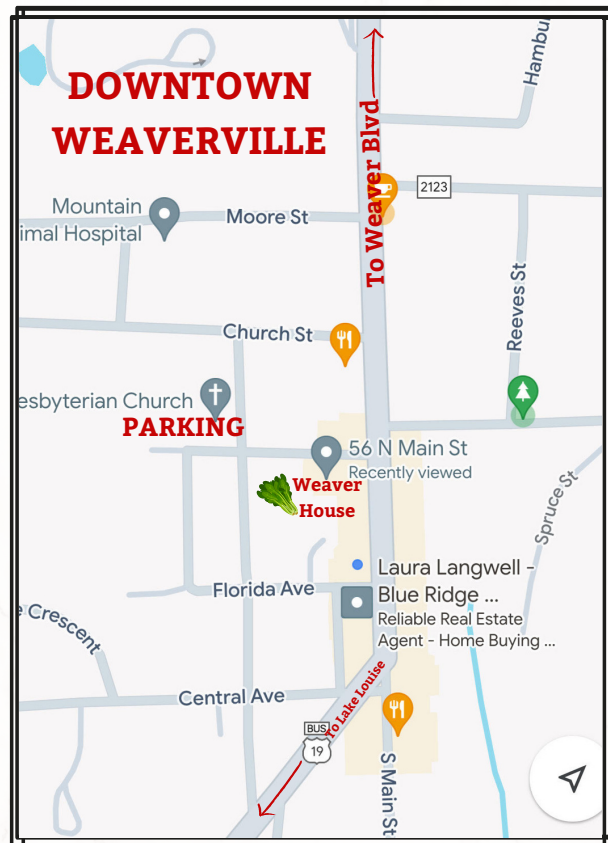 DOWNTOWN
WEAVERVILLE
To Weaver Blvd
Hambu
2123
Mountain
imal Hospital
Moore St
Reeves St
Church St
esbyterian Church
PARKING
56 N Main St
Recently viewed
Weaver
House
Spruce St
Laura Langwell -
Blue Ridge ...
Reliable Real Estate
Agent - Home Buying ...
Florida Ave
e Crescent
Central Ave
To Lake Louise
BUS
19
S Main St